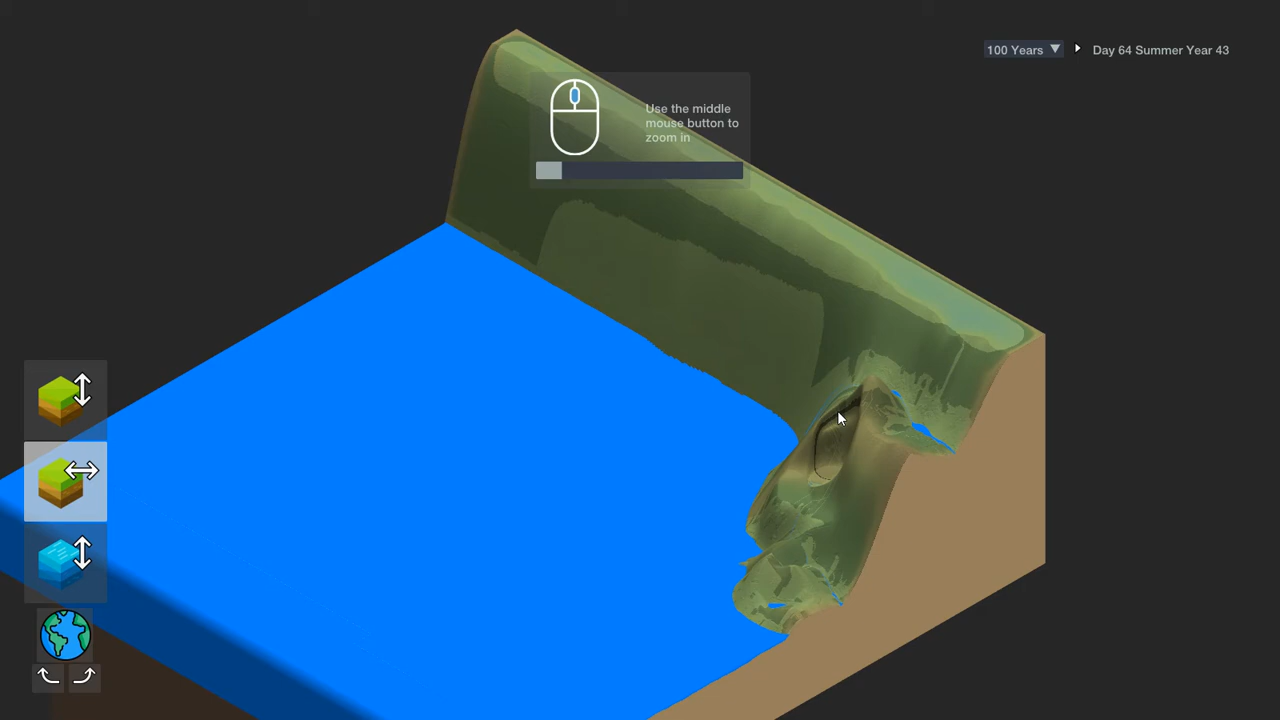 100 Years ▼
Day 64 Summer Year 43
Use the middle
mouse button to
zoom in